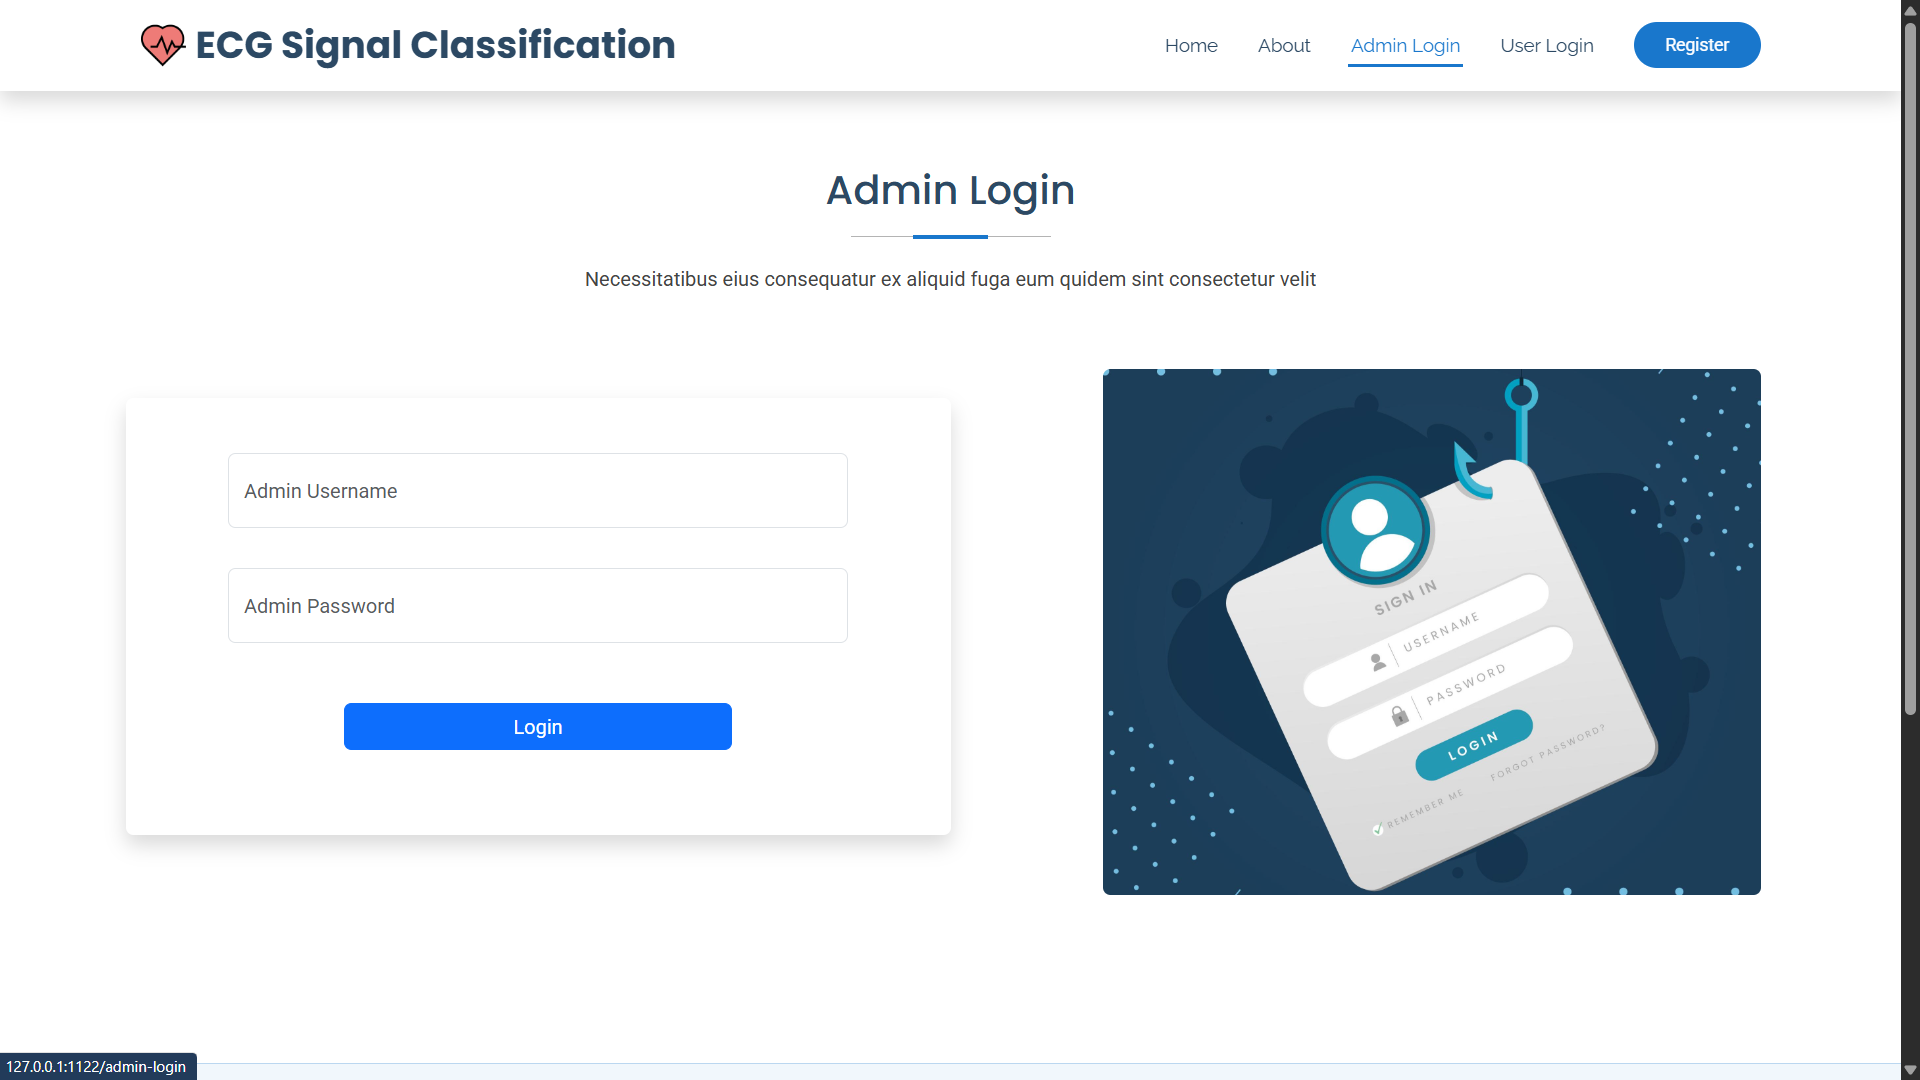 ECG Signal Classification
Home About Admin Login User Login Register
Admin Login
Necessitatibus eius consequatur ex aliquid fuga eum quidem sint consectetur velit
Admin Username
Admin Password
Login
SIGN IN
USERNAME
PASSWORD
LOGIN
FORGOT PASSWORD?
REMEMBER ME
127.0.0.1:1122/admin-login